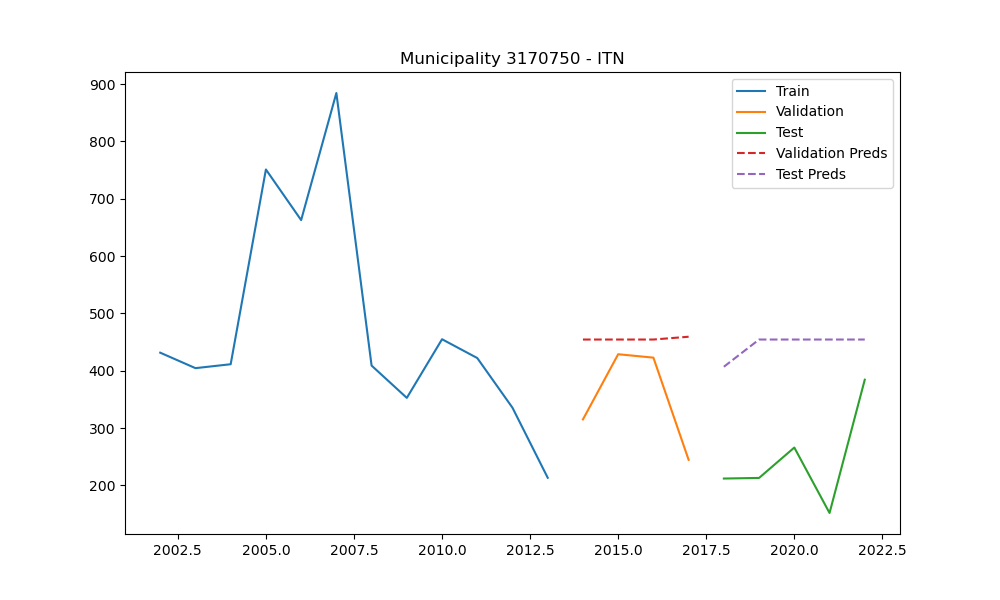 Municipality 3170750 - ITN
900
800
700
600
500
400
300
200
Train
Validation
Test
Validation Preds
Test Preds
2002.5 2005.0 2007.5 2010.0 2012.5 2015.0 2017.5 2020.0 2022.5